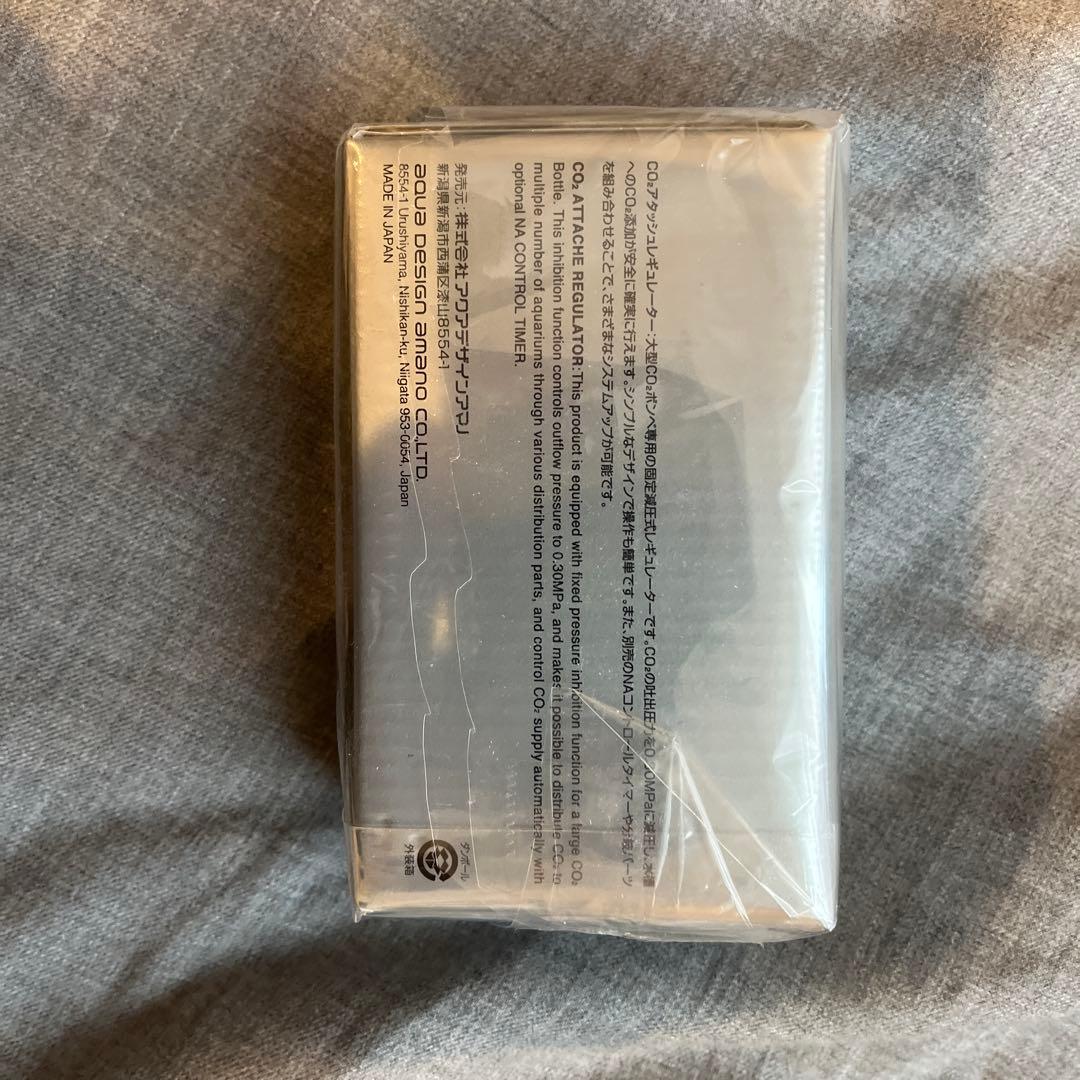 CO₂アタッシュレギュレーター：大型CO₂ボンベ専用の固定減圧式レギュレーターです。CO₂の吐出圧力を0 0MPaに減圧し、水槽
へのCO₂添加が安全に確実に行えます。シンプルなデザインで操作も簡単です。また、別売のNAコントロールタイマーや分岐パーツ
を組み合わせることで、さまざまなシステムアップが可能です。
CO₂ ATTACHE REGULATOR:This product is equipped with fixed pressure inhibition function for a large CO₂
Bottle. This inhibition function controls outflow pressure to 0.30MPa, and makes it possible to distribute CO₂ to
multiple number of aquariums through various distribution parts, and control CO₂ supply automatically with
optional NA CONTROL TIMER.
発売元：株式会社アクアデザインアマノ
新潟県新潟市西蒲区漆山8554-1
aqua design amano co.,ltd.
8554-1 Urushiyama, Nishikan-ku, Niigata 953-0054, Japan
MADE IN JAPAN
ダンボール
外装箱